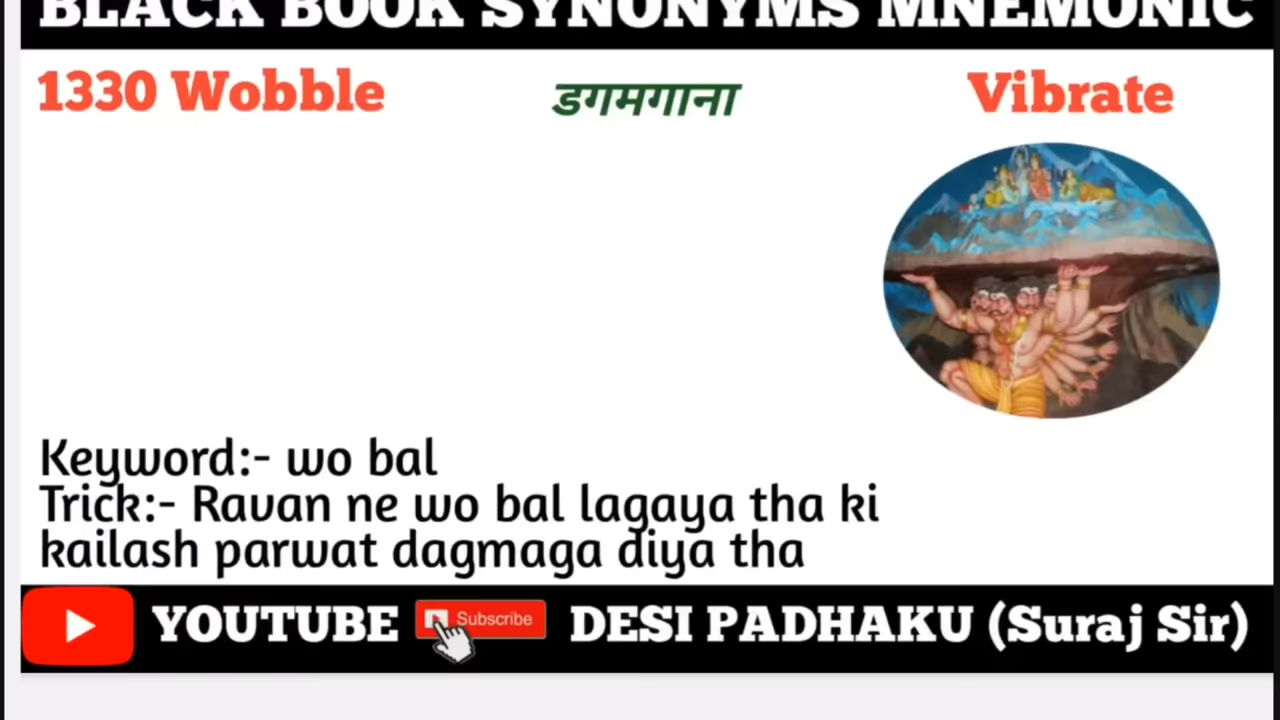 BLACK BOOK SYNONYMS MNEMONIC
1330 Wobble डगमगाना Vibrate
Keyword:- wo bal
Trick:- Ravan ne wo bal lagaya tha ki
kailash parwat dagmaga diya tha
YOUTUBE Subscribe DESI PADHAKU (Suraj Sir)